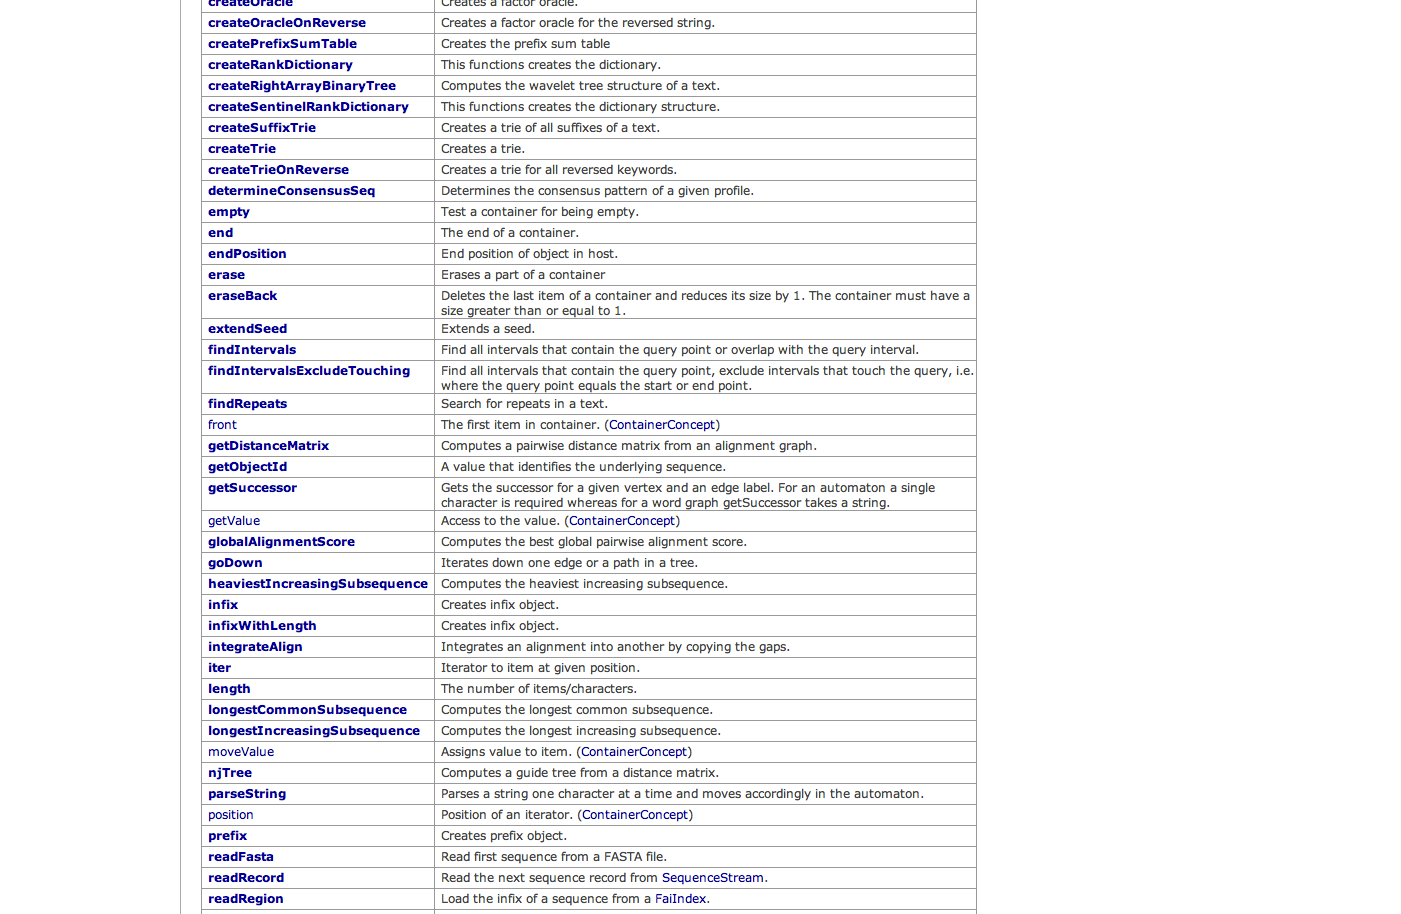 createOracle Creates a factor oracle.
createOracleOnReverse Creates a factor oracle for the reversed string.
createPrefixSumTable Creates the prefix sum table
createRankDictionary This functions creates the dictionary.
createRightArrayBinaryTree Computes the wavelet tree structure of a text.
createSentinelRankDictionary This functions creates the dictionary structure.
createSuffixTrie Creates a trie of all suffixes of a text.
createTrie Creates a trie.
createTrieOnReverse Creates a trie for all reversed keywords.
determineConsensusSeq Determines the consensus pattern of a given profile.
empty Test a container for being empty.
end The end of a container.
endPosition End position of object in host.
erase Erases a part of a container
eraseBack Deletes the last item of a container and reduces its size by 1. The container must have a
size greater than or equal to 1.
extendSeed Extends a seed.
findIntervals Find all intervals that contain the query point or overlap with the query interval.
findIntervalsExcludeTouching Find all intervals that contain the query point, exclude intervals that touch the query, i.e.
where the query point equals the start or end point.
findRepeats Search for repeats in a text.
front The first item in container. (ContainerConcept)
getDistanceMatrix Computes a pairwise distance matrix from an alignment graph.
getObjectId A value that identifies the underlying sequence.
getSuccessor Gets the successor for a given vertex and an edge label. For an automaton a single
character is required whereas for a word graph getSuccessor takes a string.
getValue Access to the value. (ContainerConcept)
globalAlignmentScore Computes the best global pairwise alignment score.
goDown Iterates down one edge or a path in a tree.
heaviestIncreasingSubsequence Computes the heaviest increasing subsequence.
infix Creates infix object.
infixWithLength Creates infix object.
integrateAlign Integrates an alignment into another by copying the gaps.
iter Iterator to item at given position.
length The number of items/characters.
longestCommonSubsequence Computes the longest common subsequence.
longestIncreasingSubsequence Computes the longest increasing subsequence.
moveValue Assigns value to item. (ContainerConcept)
njTree Computes a guide tree from a distance matrix.
parseString Parses a string one character at a time and moves accordingly in the automaton.
position Position of an iterator. (ContainerConcept)
prefix Creates prefix object.
readFasta Read first sequence from a FASTA file.
readRecord Read the next sequence record from SequenceStream.
readRegion Load the infix of a sequence from a FaiIndex.